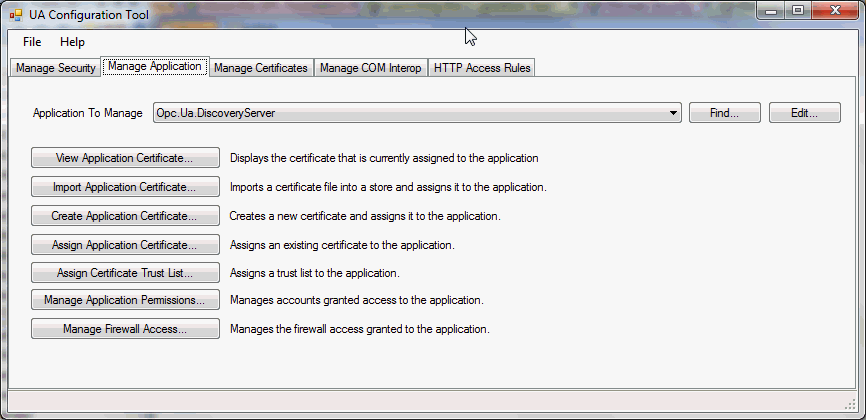 UA Configuration Tool
File Help
Manage Security Manage Application Manage Certificates Manage COM Interop HTTP Access Rules
Application To Manage Opc.Ua.DiscoveryServer Find... Edit...
View Application Certificate... Displays the certificate that is currently assigned to the application
Import Application Certificate... Imports a certificate file into a store and assigns it to the application.
Create Application Certificate... Creates a new certificate and assigns it to the application.
Assign Application Certificate... Assigns an existing certificate to the application.
Assign Certificate Trust List... Assigns a trust list to the application.
Manage Application Permissions... Manages accounts granted access to the application.
Manage Firewall Access... Manages the firewall access granted to the application.